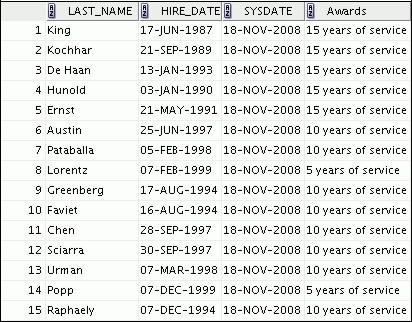 LAST_NAME HIRE_DATE SYSDATE Awards
1 King 17-JUN-1987 18-NOV-2008 15 years of service
2 Kochhar 21-SEP-1989 18-NOV-2008 15 years of service
3 De Haan 13-JAN-1993 18-NOV-2008 15 years of service
4 Hunold 03-JAN-1990 18-NOV-2008 15 years of service
5 Ernst 21-MAY-1991 18-NOV-2008 15 years of service
6 Austin 25-JUN-1997 18-NOV-2008 10 years of service
7 Pataballa 05-FEB-1998 18-NOV-2008 10 years of service
8 Lorentz 07-FEB-1999 18-NOV-2008 5 years of service
9 Greenberg 17-AUG-1994 18-NOV-2008 10 years of service
10 Faviet 16-AUG-1994 18-NOV-2008 10 years of service
11 Chen 28-SEP-1997 18-NOV-2008 10 years of service
12 Sciarra 30-SEP-1997 18-NOV-2008 10 years of service
13 Urman 07-MAR-1998 18-NOV-2008 10 years of service
14 Popp 07-DEC-1999 18-NOV-2008 5 years of service
15 Raphaely 07-DEC-1994 18-NOV-2008 10 years of service